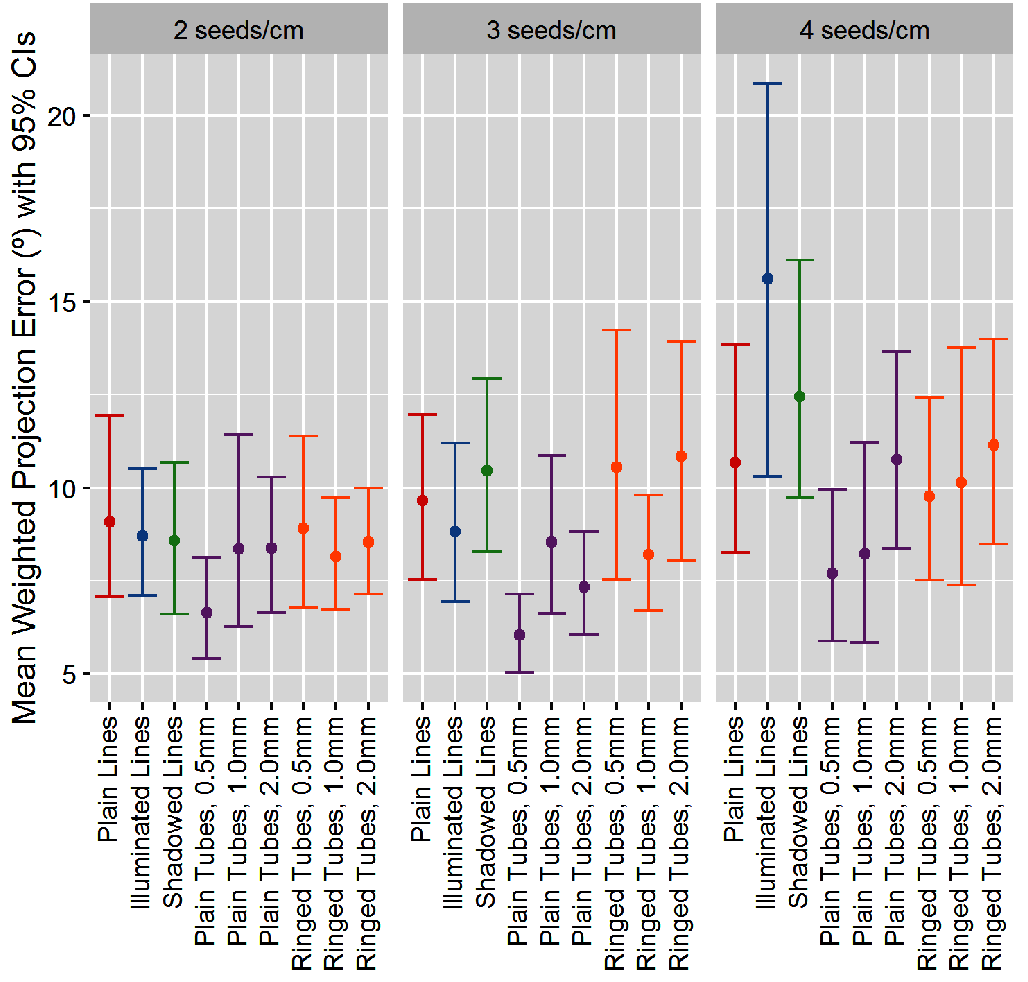 2 seeds/cm
3 seeds/cm
4 seeds/cm
Mean Weighted Projection Error (º) with 95% CIs
20
15
10
5
Plain Lines
Illuminated Lines
Shadowed Lines
Plain Tubes, 0.5mm
Plain Tubes, 1.0mm
Plain Tubes, 2.0mm
Ringed Tubes, 0.5mm
Ringed Tubes, 1.0mm
Ringed Tubes, 2.0mm
Plain Lines
Illuminated Lines
Shadowed Lines
Plain Tubes, 0.5mm
Plain Tubes, 1.0mm
Plain Tubes, 2.0mm
Ringed Tubes, 0.5mm
Ringed Tubes, 1.0mm
Ringed Tubes, 2.0mm
Plain Lines
Illuminated Lines
Shadowed Lines
Plain Tubes, 0.5mm
Plain Tubes, 1.0mm
Plain Tubes, 2.0mm
Ringed Tubes, 0.5mm
Ringed Tubes, 1.0mm
Ringed Tubes, 2.0mm